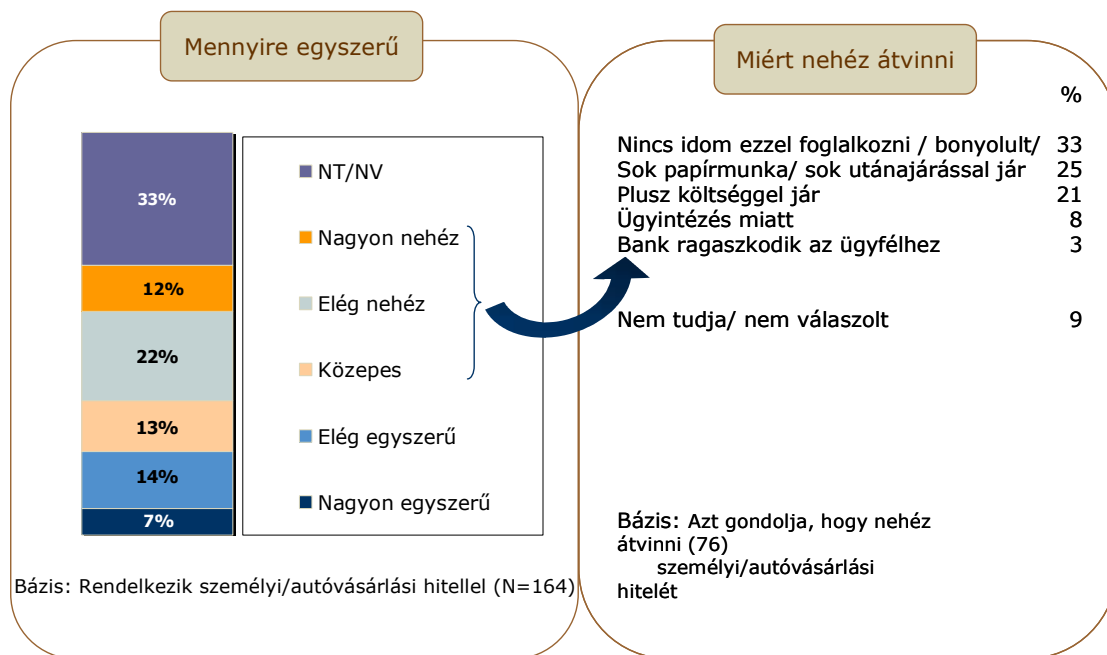 Mennyire egyszerű
33%
12%
22%
13%
14%
7%
NT/NV
Nagyon nehéz
Elég nehéz
Közepes
Elég egyszerű
Nagyon egyszerű
Bázis: Rendelkezik személyi/autóvásárlási hitellel (N=164)
Miért nehéz átvinni
%
Nincs idom ezzel foglalkozni / bonyolult/ 33
Sok papírmunka/ sok utánajárással jár 25
Plusz költséggel jár 21
Ügyintézés miatt 8
Bank ragaszkodik az ügyfélhez 3
Nem tudja/ nem válaszolt 9
Bázis: Azt gondolja, hogy nehéz
átvinni (76)
személyi/autóvásárlási
hitelét